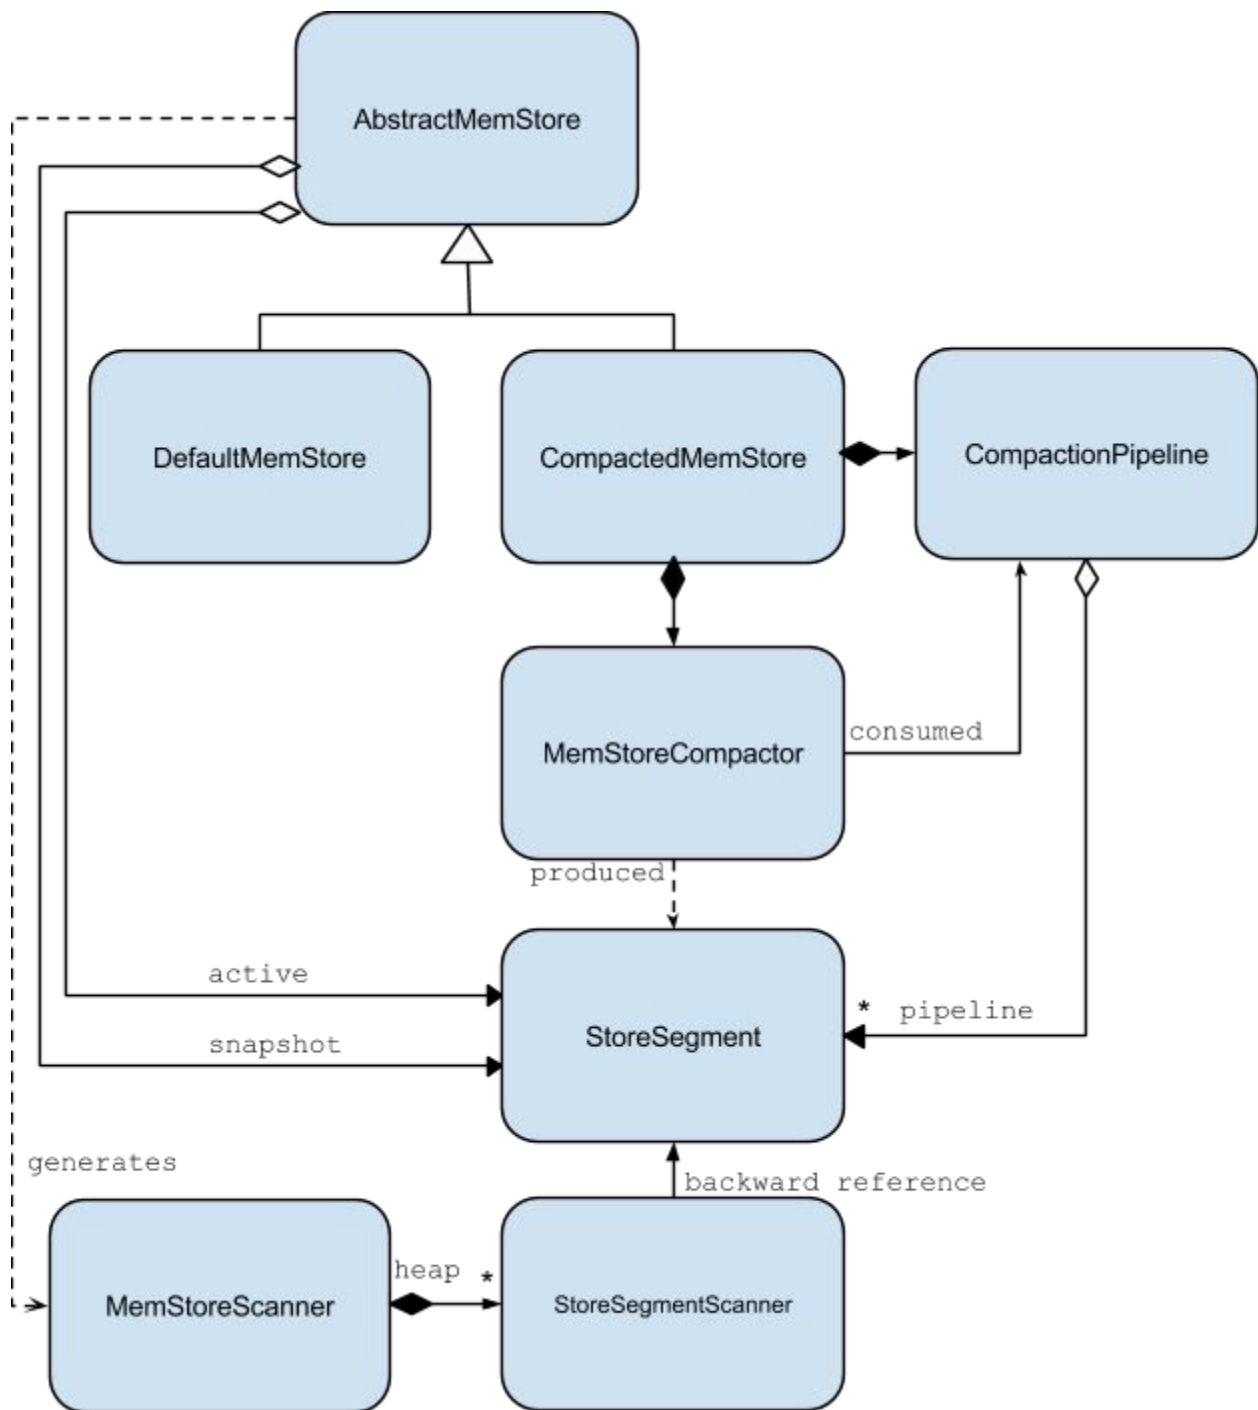 AbstractMemStore
DefaultMemStore
CompactedMemStore
CompactionPipeline
MemStoreCompactor
consumed
produced
active
* pipeline
StoreSegment
snapshot
generates
backward reference
heap *
MemStoreScanner
StoreSegmentScanner